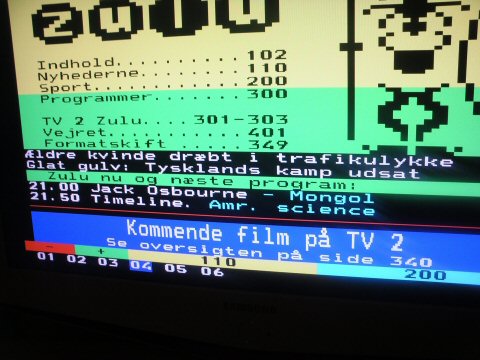 ZULU
Indhold..........102
Nyhederne........110
Sport............200
Programmer.......300
TV 2 Zulu....301-303
Vejret...........401
Formatskift......349
Ældre kvinde dræbt i trafikulykke
Glat gulv: Tysklands kamp udsat
Zulu nu og næste program:
21.00 Jack Osbourne - Mongol
21.50 Timeline. Amr. science
Kommende film på TV 2
Se oversigten på side 340
- + 110 200
01 02 03 04 05 06